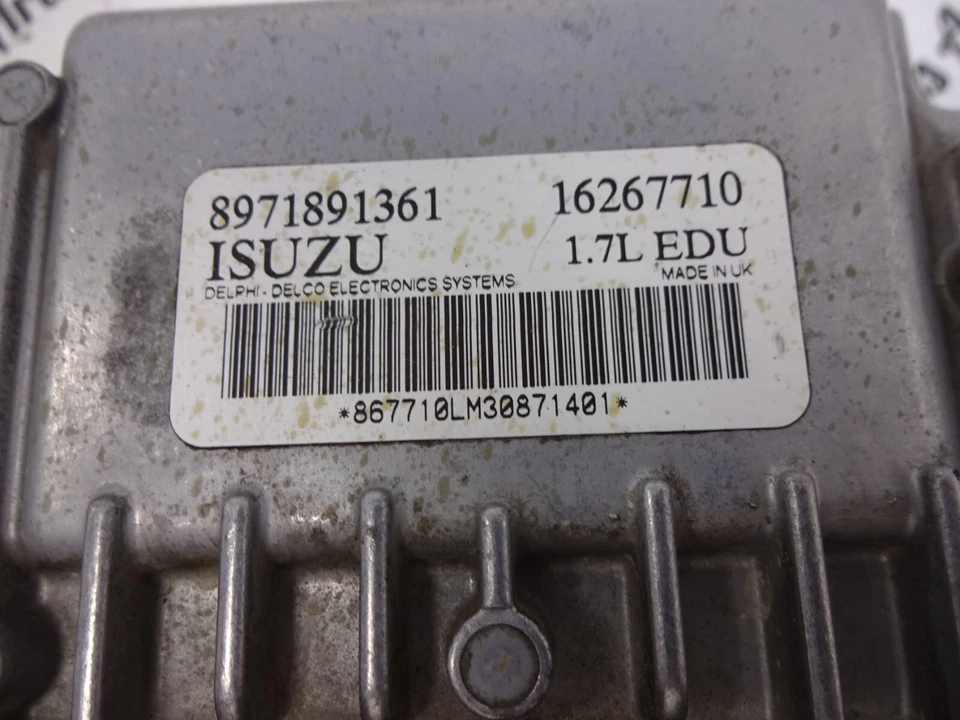 8971891361 16267710
ISUZU 1.7L EDU
DELPHI - DELCO ELECTRONICS SYSTEMS MADE IN UK
*867710LM30871401*